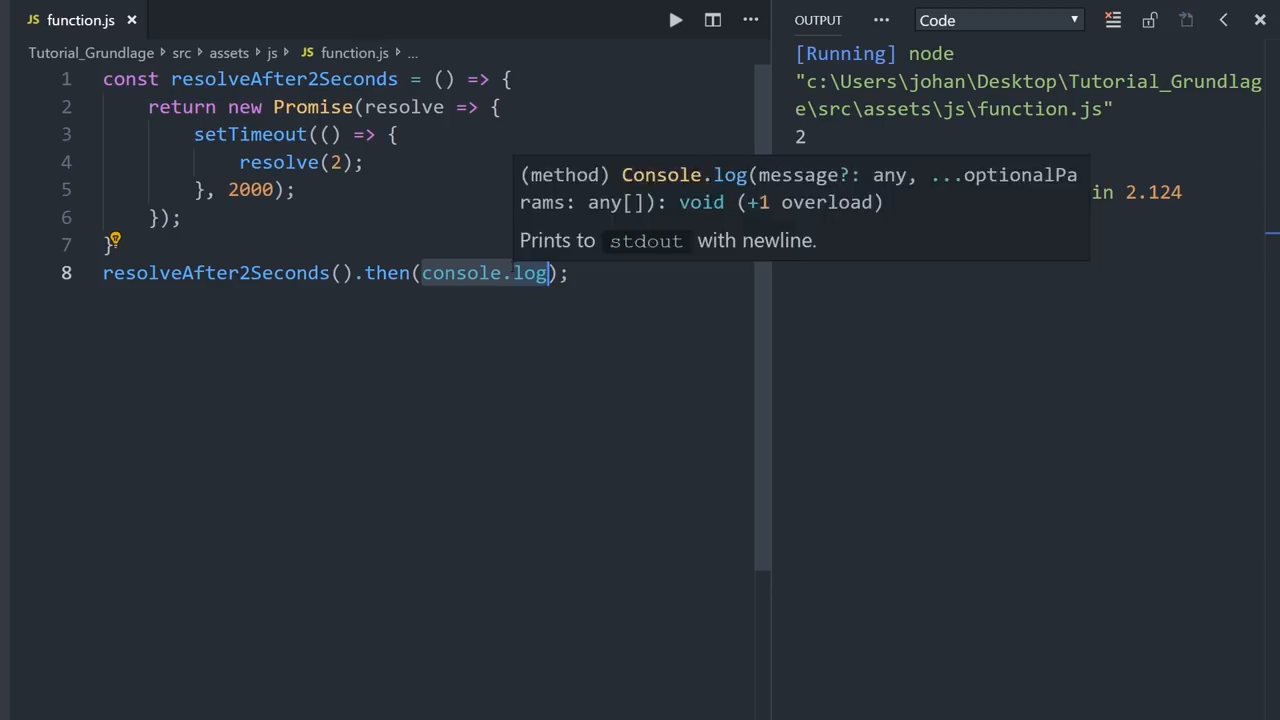 JS function.js ×
OUTPUT ··· Code
Tutorial_Grundlage > src > assets > js > JS function.js > ...
1 const resolveAfter2Seconds = () => {
2 return new Promise(resolve => {
3 setTimeout(() => {
4 resolve(2);
5 }, 2000);
6 });
7 }
8 resolveAfter2Seconds().then(console.log);
(method) Console.log(message?: any, ...optionalPa
rams: any[]): void (+1 overload)
Prints to stdout with newline.
[Running] node
"c:\Users\johan\Desktop\Tutorial_Grundlag
e\src\assets\js\function.js"
2
in 2.124